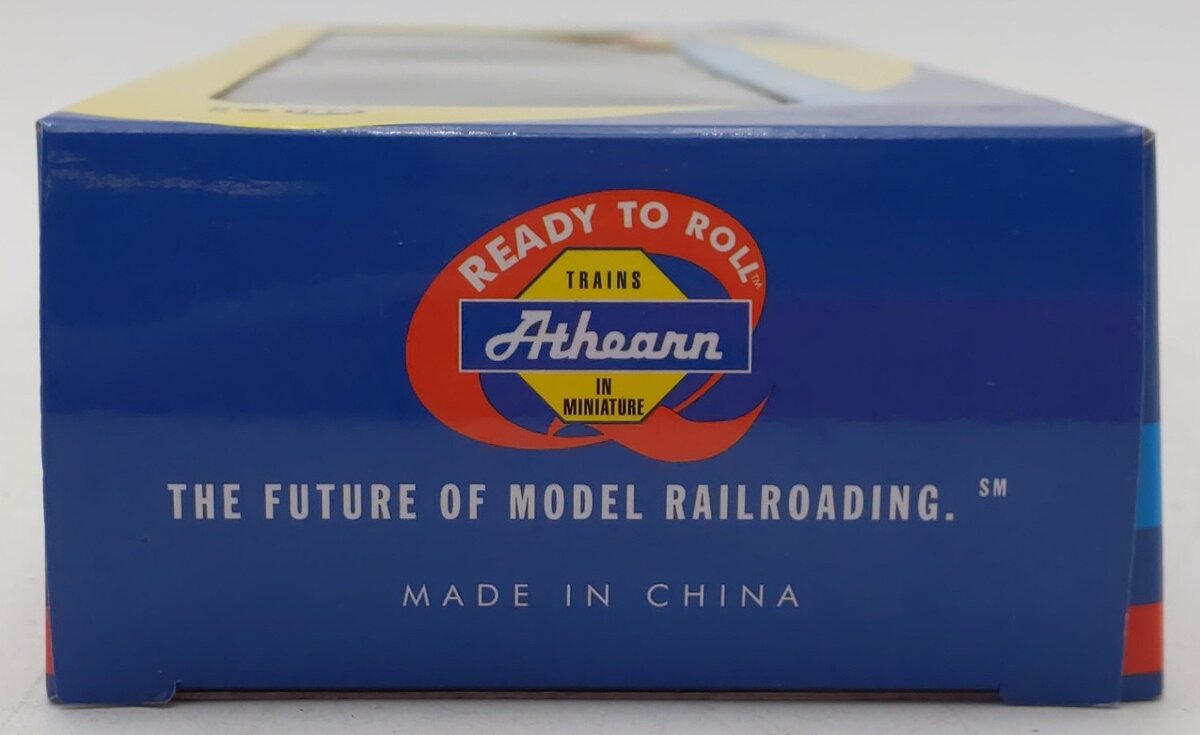 READY TO ROLL™
TRAINS
Athearn
IN
MINIATURE
THE FUTURE OF MODEL RAILROADING. SM
MADE IN CHINA